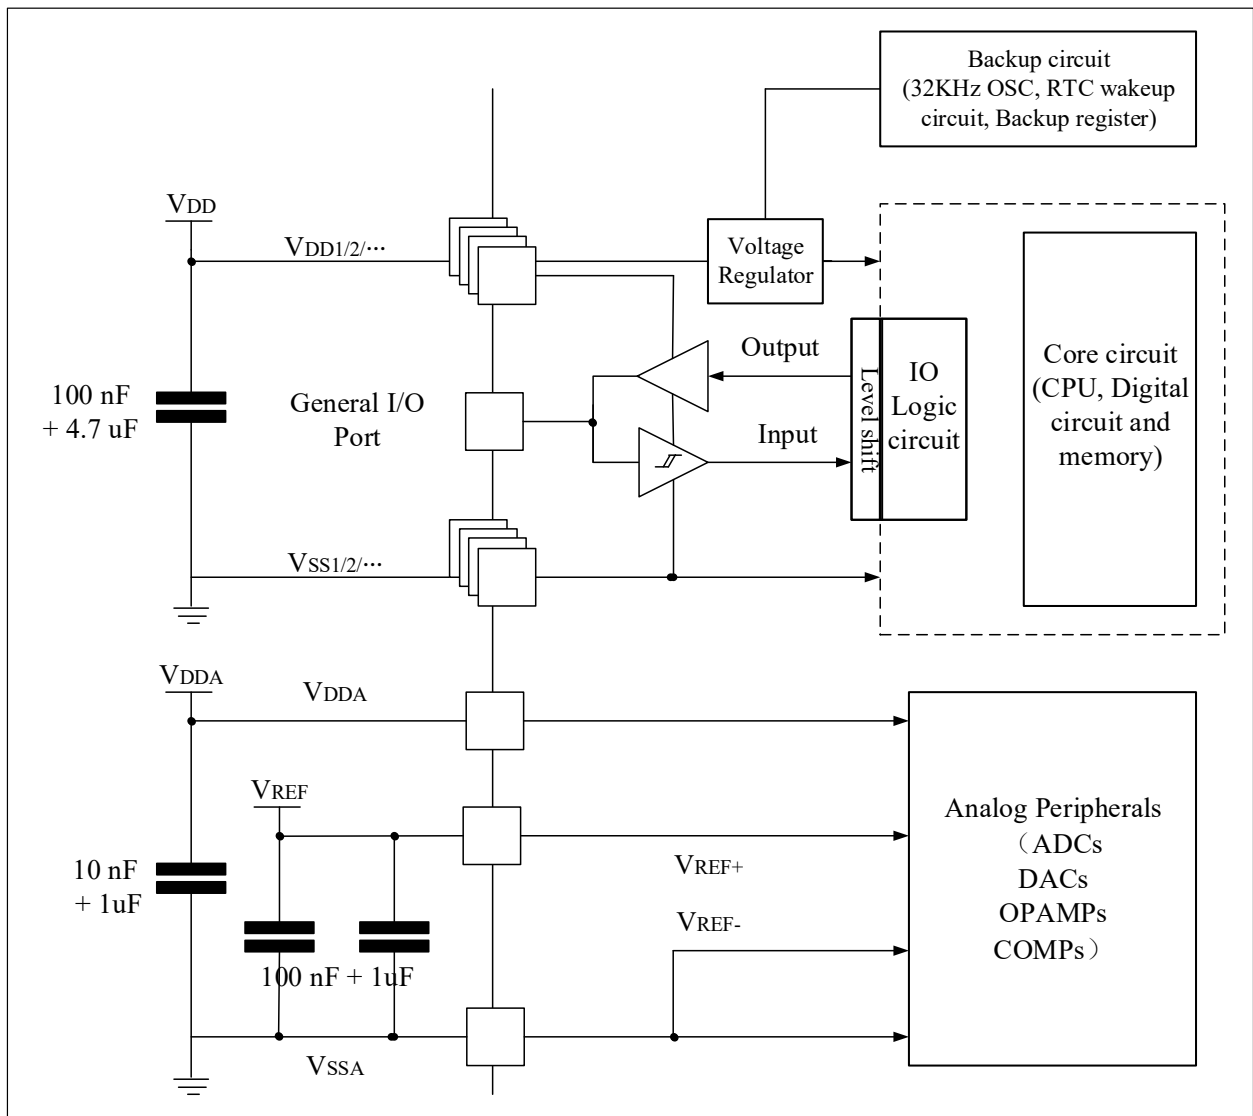 Backup circuit
(32KHz OSC, RTC wakeup
circuit, Backup register)
VDD
VDD1/2/···
Voltage
Regulator
100 nF
+ 4.7 uF
General I/O
Port
Output
Input
Level shift
IO
Logic
circuit
Core circuit
(CPU, Digital
circuit and
memory)
VSS1/2/···
VDDA
VDDA
VREF
10 nF
+ 1uF
100 nF + 1uF
VREF+
VREF-
VSSA
Analog Peripherals
（ADCs
DACs
OPAMPs
COMPs）